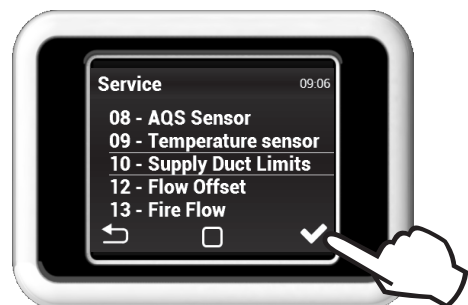 Service 09:06
08 - AQS Sensor
09 - Temperature sensor
10 - Supply Duct Limits
12 - Flow Offset
13 - Fire Flow